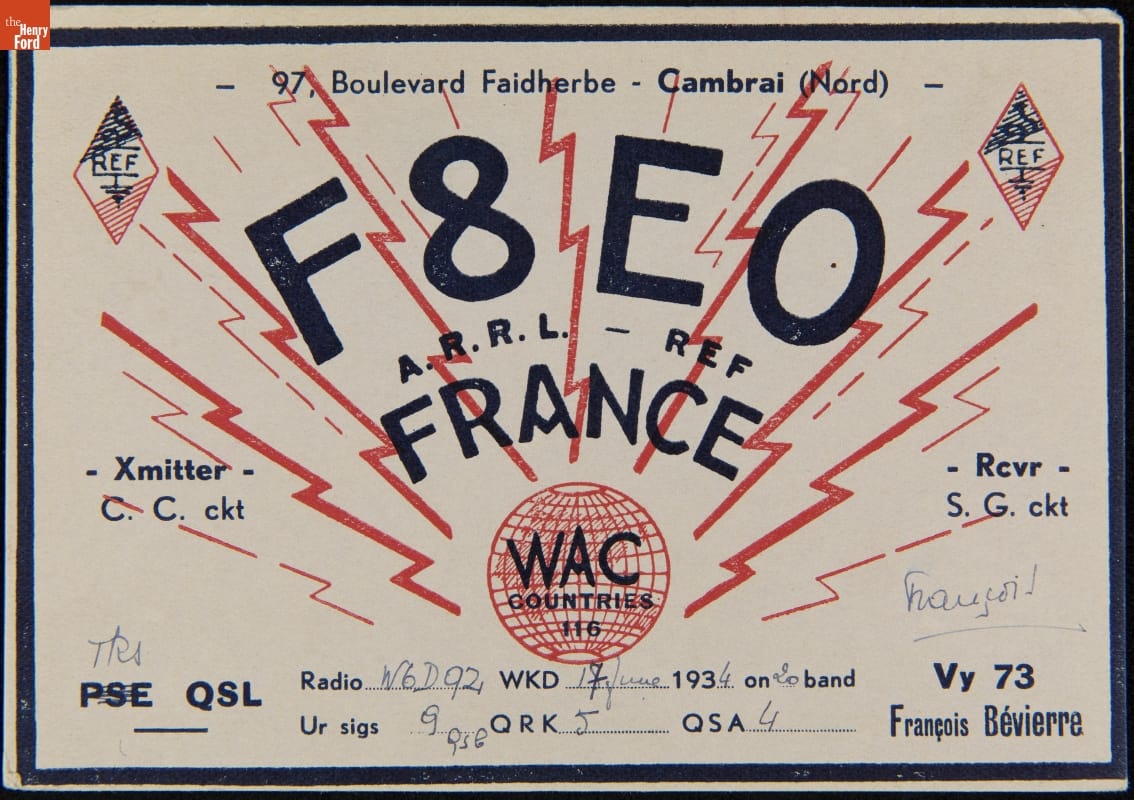 the Henry Ford
- 97, Boulevard Faidherbe - Cambrai (Nord) -
REF
REF
F8EO
A.R.R.L. - REF
FRANCE
- Xmitter -
C. C. ckt
- Rcvr -
S. G. ckt
WAC
COUNTRIES
116
François
Tks
PSE QSL
Radio W6DQZ WKD 17 June 1934 on 20 band
Ur sigs 9 QSB QRK 5 QSA 4
Vy 73
François Bévierre